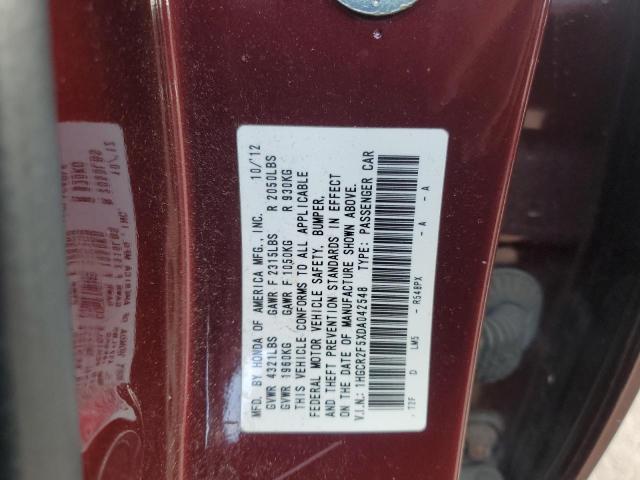 MFD. BY HONDA OF AMERICA MFG., INC. 10/12
GVWR 4321LBS GAWR F 2315LBS R 2050LBS
GVWR 1960KG GAWR F 1050KG R 930KG
THIS VEHICLE CONFORMS TO ALL APPLICABLE
FEDERAL MOTOR VEHICLE SAFETY, BUMPER,
AND THEFT PREVENTION STANDARDS IN EFFECT
ON THE DATE OF MANUFACTURE SHOWN ABOVE.
V.I.N.: 1HGCR2F5XDA042548 TYPE: PASSENGER CAR
- T2F D LM5 - R548PX - A - A